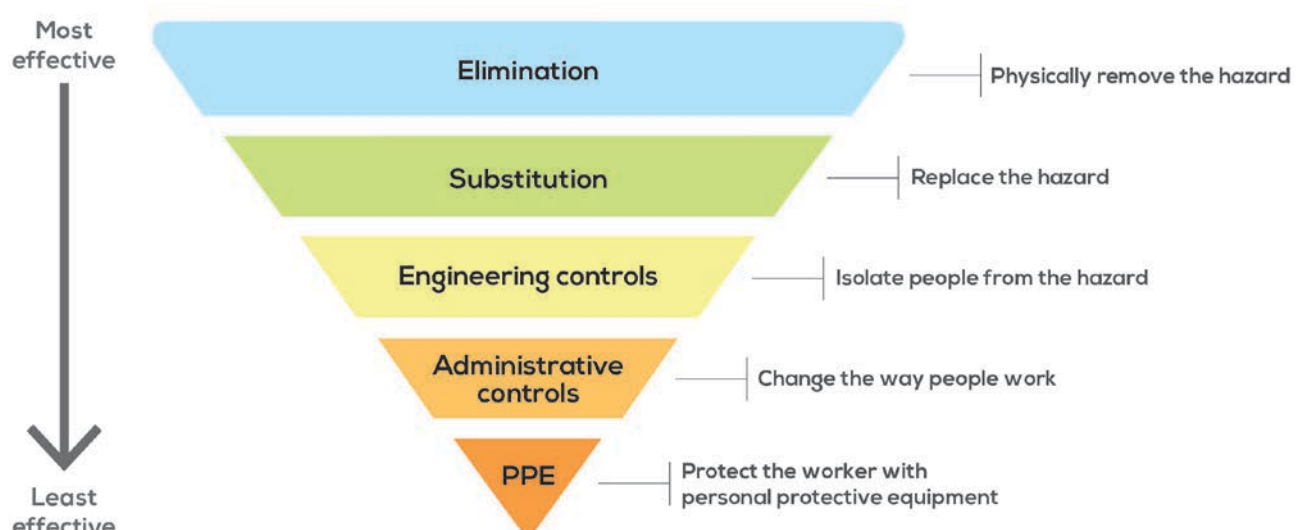 Most
effective
Elimination
Physically remove the hazard
Substitution
Replace the hazard
Engineering controls
Isolate people from the hazard
Administrative
controls
Change the way people work
PPE
Protect the worker with
personal protective equipment
Least
effective